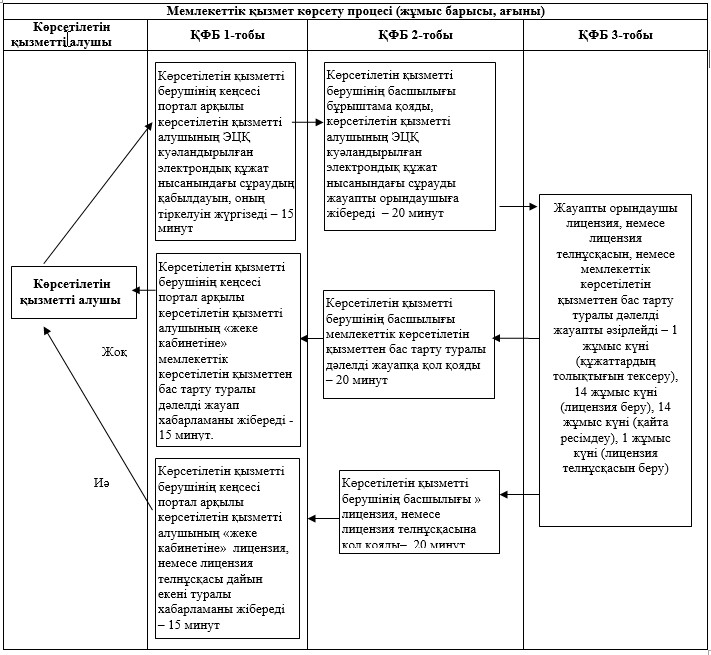 Мемлекеттік қызмет көрсету процесі (жұмыс барысы, ағыны)
Көрсетілетін
қызметті алушы
ҚФБ 1-тобы
ҚФБ 2-тобы
ҚФБ 3-тобы
Көрсетілетін қызметті
берушінің кеңсесі
портал арқылы
көрсетілетін қызметті
алушының ЭЦҚ
куәландырылған
электрондық құжат
нысанындағы сұраудың
қабылдауын, оның
тіркелуін жүргізеді – 15
минут
Көрсетілетін қызметті
берушінің басшылығы
бұрыштама қояды,
көрсетілетін қызметті
алушының ЭЦҚ
куәландырылған
электрондық құжат
нысанындағы сұрауды
жауапты орындаушыға
жібереді – 20 минут
Жауапты орындаушы
лицензия, немесе
лицензия
телнұсқасын, немесе
мемлекеттік
көрсетілетін
қызметтен бас тарту
туралы дәлелді
жауапты әзірлейді – 1
жұмыс күні
(құжаттардың
толықтығын тексеру),
14 жұмыс күні
(лицензия беру), 14
жұмыс күні (қайта
ресімдеу), 1 жұмыс
күні (лицензия
телнұсқасын беру)
Көрсетілетін
қызметті алушы
Көрсетілетін қызметті
берушінің кеңсесі
портал арқылы
көрсетілетін қызметті
алушының «жеке
кабинетіне»
мемлекеттік
көрсетілетін қызметтен
бас тарту туралы
дәлелді жауап
хабарламаны жібереді -
15 минут.
Көрсетілетін қызметті
берушінің басшылығы
мемлекеттік көрсетілетін
қызметтен бас тарту туралы
дәлелді жауапқа қол қояды
– 20 минут
Жоқ
Иә
Көрсетілетін қызметті
берушінің кеңсесі
портал арқылы
көрсетілетін қызметті
алушының «жеке
кабинетіне» лицензия,
немесе лицензия
телнұсқасы дайын
екені туралы
хабарламаны жібереді
– 15 минут
Көрсетілетін қызметті
берушінің басшылығы »
лицензия, немесе
лицензия телнұсқасына
қол қояды– 20 минут